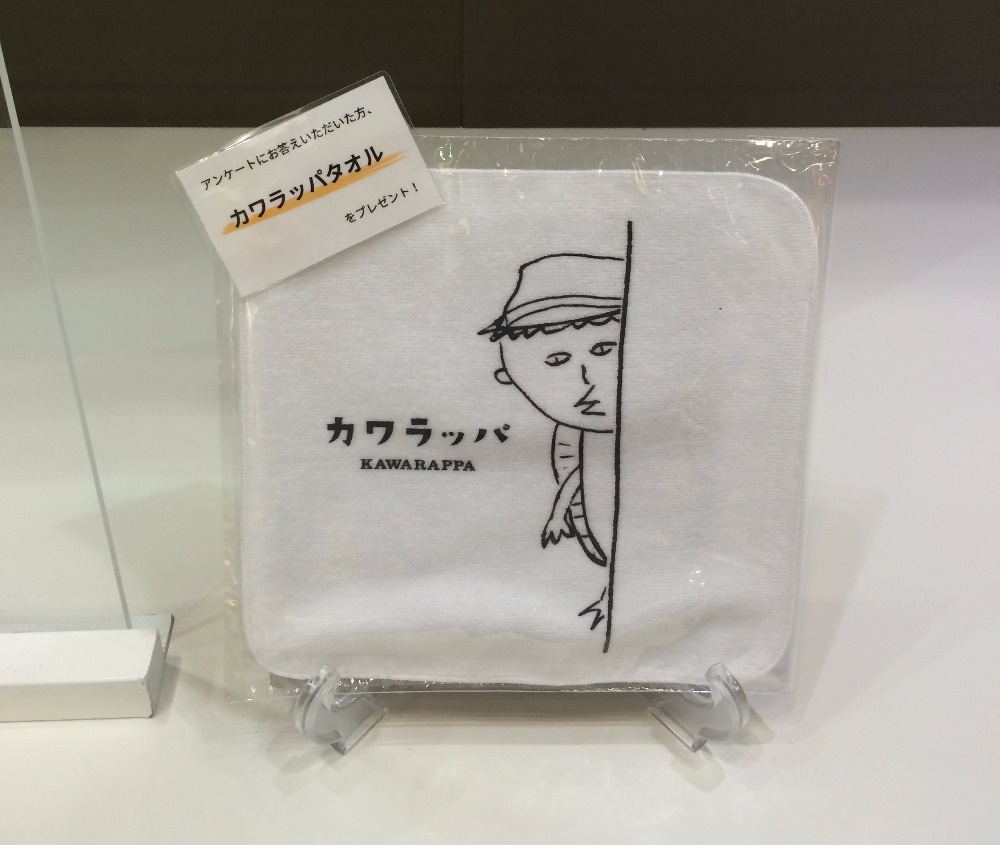 アンケートにお答えいただいた方、
カワラッパタオル
をプレゼント！
カワラッパ
KAWARAPPA